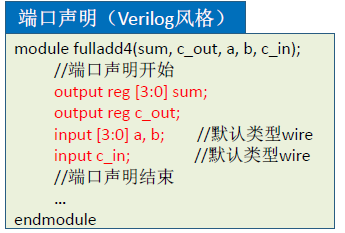 端口声明（Verilog风格）
module fulladd4(sum, c_out, a, b, c_in);
//端口声明开始
output reg [3:0] sum;
output reg c_out;
input [3:0] a, b; //默认类型wire
input c_in; //默认类型wire
//端口声明结束
...
endmodule